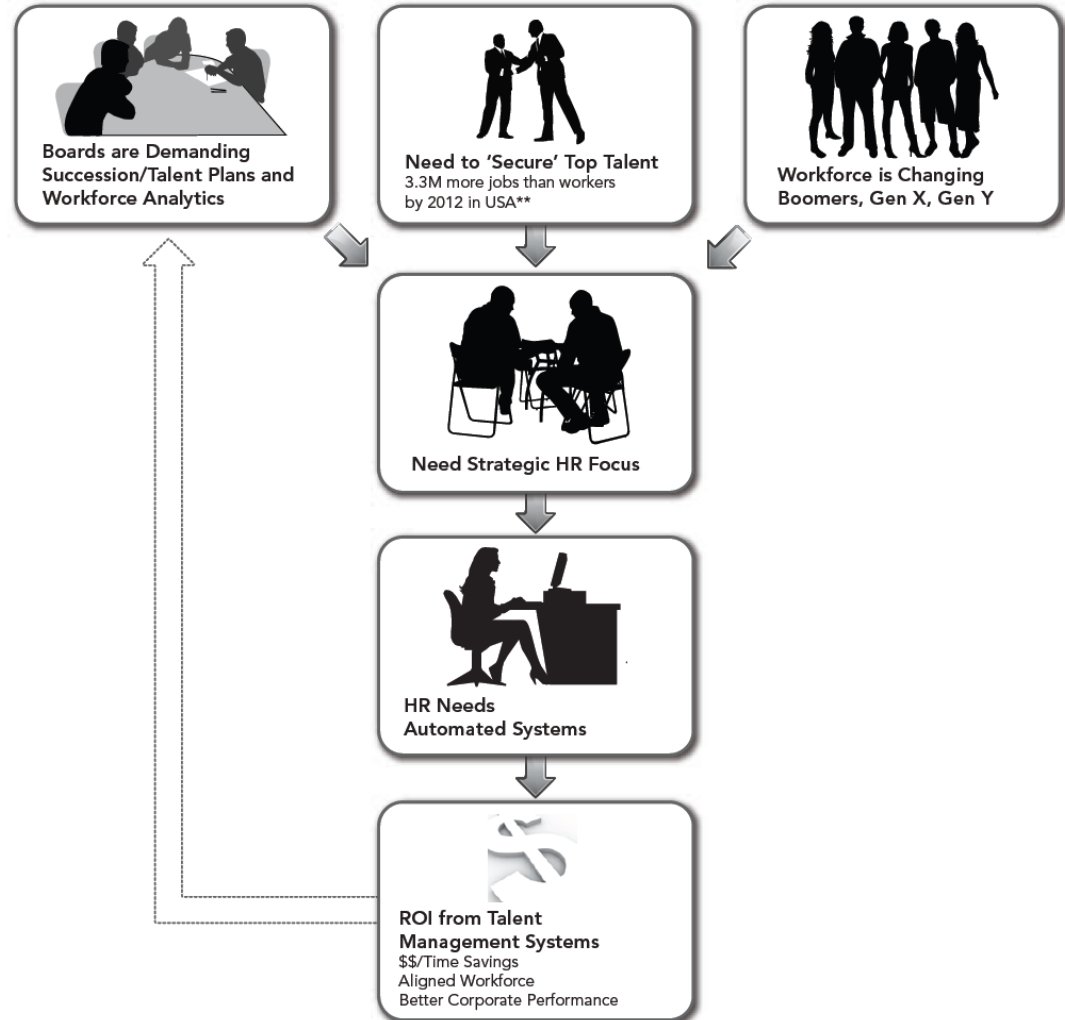 Boards are Demanding
Succession/Talent Plans and
Workforce Analytics
Need to ‘Secure’ Top Talent
3.3M more jobs than workers
by 2012 in USA**
Workforce is Changing
Boomers, Gen X, Gen Y
Need Strategic HR Focus
HR Needs
Automated Systems
ROI from Talent
Management Systems
$$/Time Savings
Aligned Workforce
Better Corporate Performance